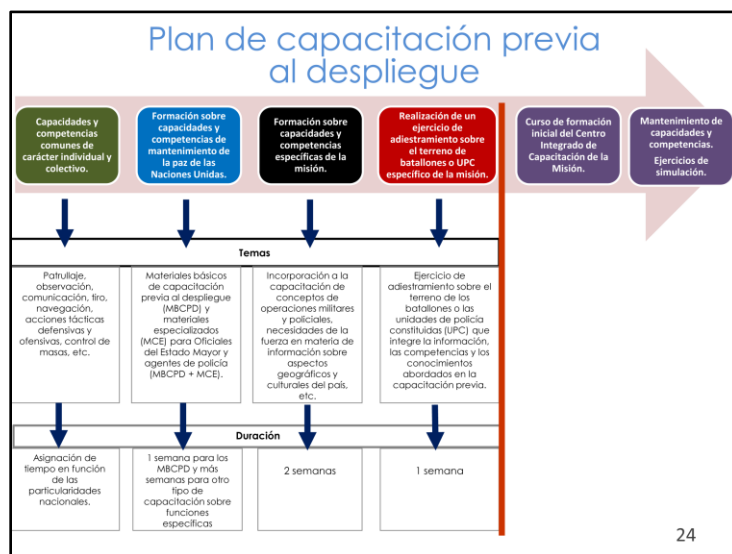 Plan de capacitación previa
al despliegue
Capacidades y
competencias
comunes de
carácter individual y
colectivo.
Formación sobre
capacidades y
competencias de
mantenimiento de
la paz de las
Naciones Unidas.
Formación sobre
capacidades y
competencias
específicas de la
misión.
Realización de un
ejercicio de
adiestramiento sobre
el terreno de
batallones o UPC
específico de la misión.
Curso de formación
inicial del Centro
Integrado de
Capacitación de la
Misión.
Mantenimiento de
capacidades y
competencias.
Ejercicios de
simulación.
Temas
Patrullaje,
observación,
comunicación, tiro,
navegación,
acciones tácticas
defensivas y
ofensivas, control de
masas, etc.
Materiales básicos
de capacitación
previa al despliegue
(MBCPD) y
materiales
especializados
(MCE) para Oficiales
del Estado Mayor y
agentes de policía
(MBCPD + MCE).
Incorporación a la
capacitación de
conceptos de
operaciones militares
y policiales,
necesidades de la
fuerza en materia de
información sobre
aspectos
geográficos y
culturales del país,
etc.
Ejercicio de
adiestramiento sobre el
terreno de los
batallones o las
unidades de policía
constituidas (UPC) que
integre la información,
las competencias y los
conocimientos
abordados en la
capacitación previa.
Duración
Asignación de
tiempo en función
de las
particularidades
nacionales.
1 semana para los
MBCPD y más
semanas para otro
tipo de
capacitación sobre
funciones
específicas
2 semanas
1 semana
24